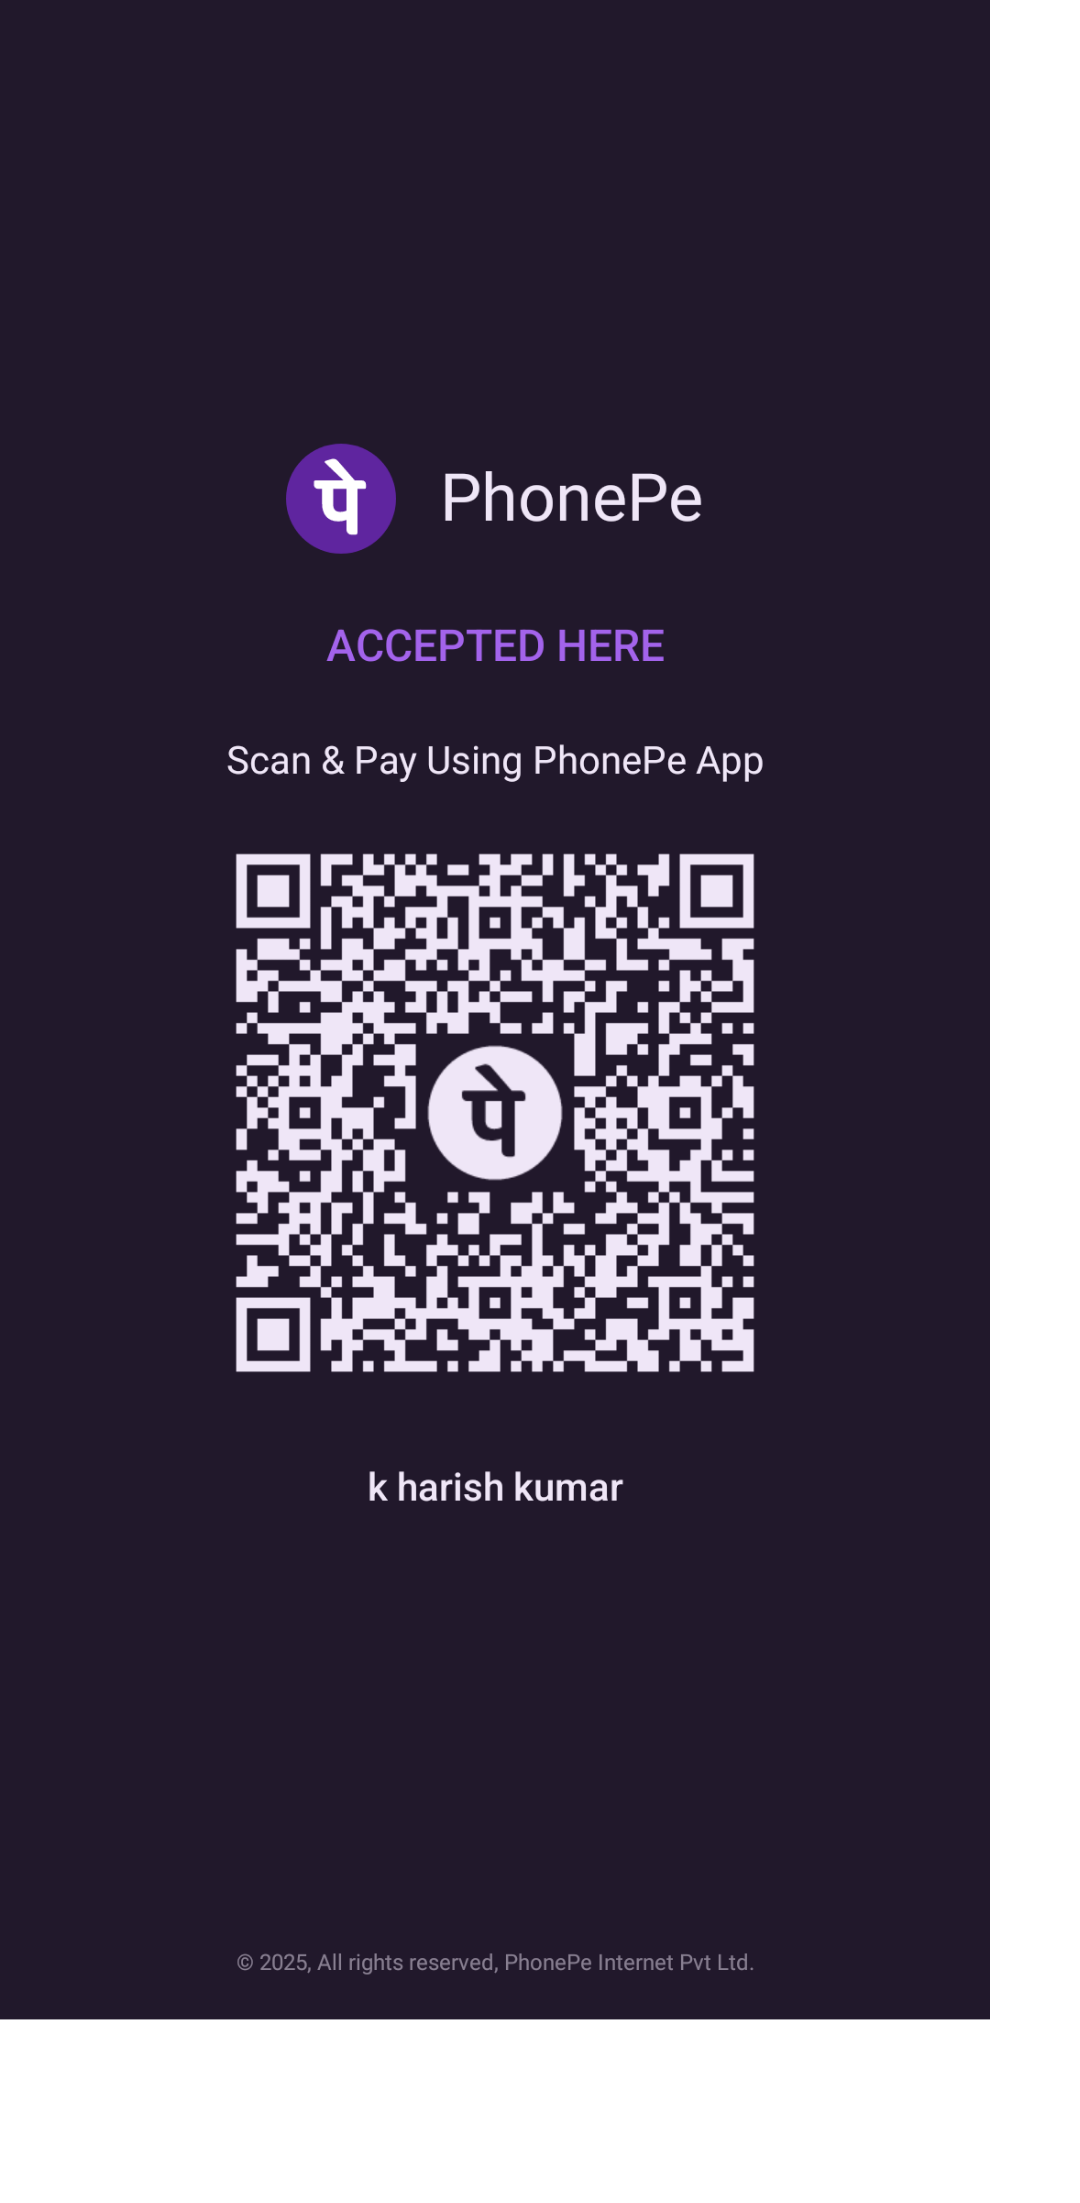 पे PhonePe
ACCEPTED HERE
Scan & Pay Using PhonePe App
पे
k harish kumar
© 2025, All rights reserved, PhonePe Internet Pvt Ltd.